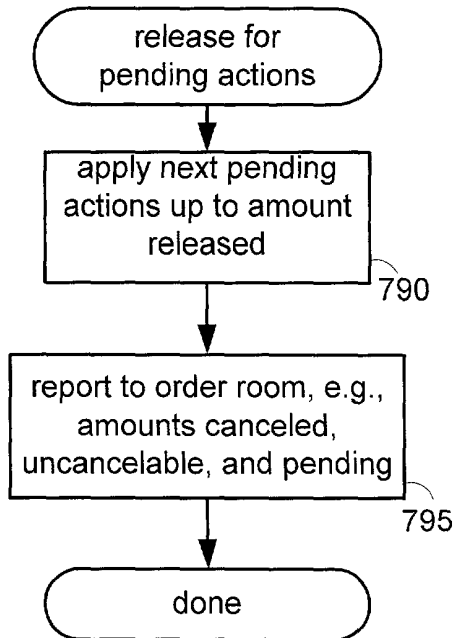 release for
pending actions
apply next pending
actions up to amount
released
790
report to order room, e.g.,
amounts canceled,
uncancelable, and pending
795
done